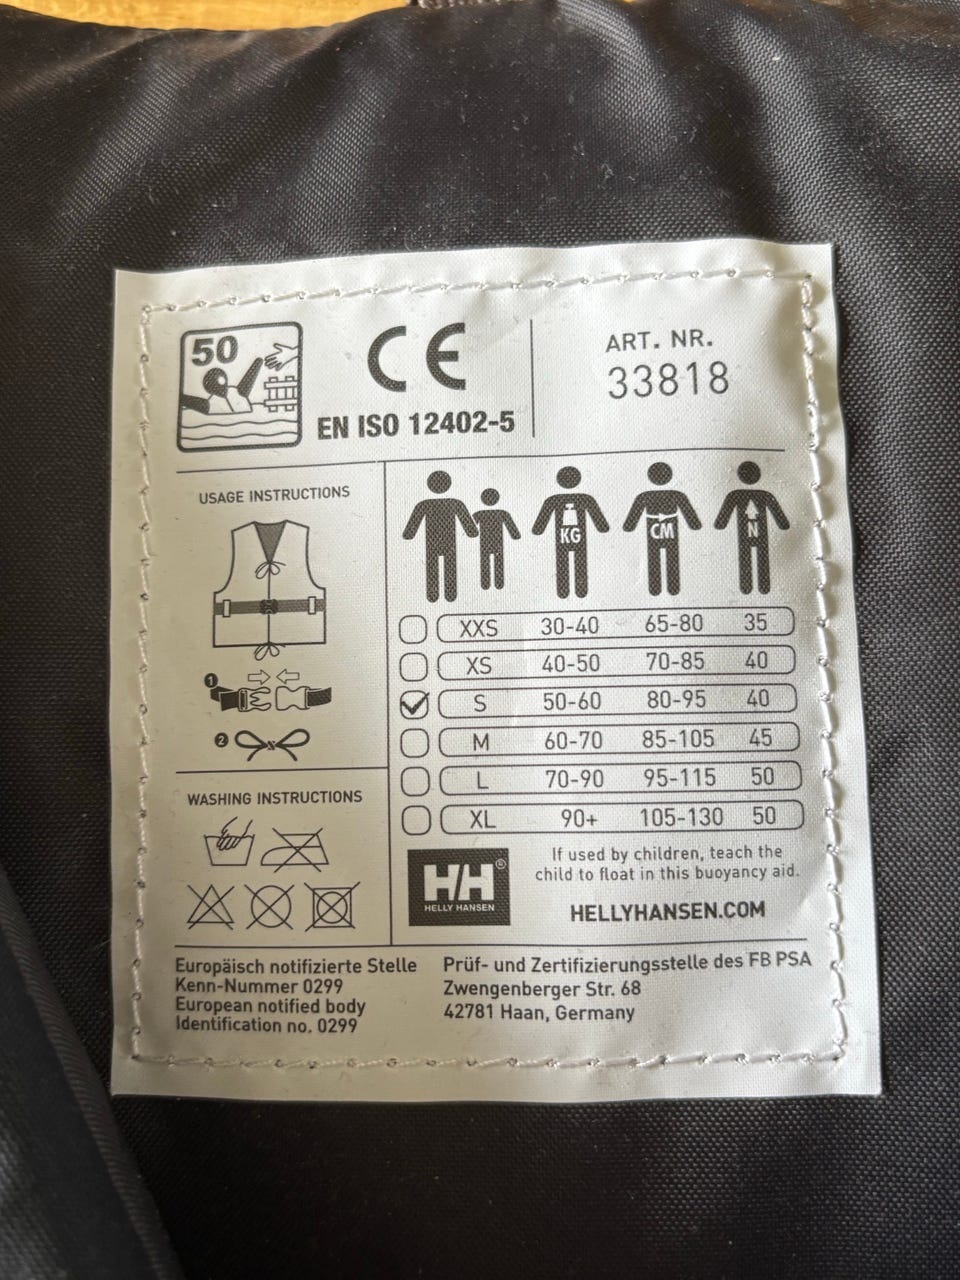 50
CE
EN ISO 12402-5
ART. NR.
33818
USAGE INSTRUCTIONS
1
2
WASHING INSTRUCTIONS
KG CM N
XXS 30-40 65-80 35
XS 40-50 70-85 40
S 50-60 80-95 40
M 60-70 85-105 45
L 70-90 95-115 50
XL 90+ 105-130 50
HH®
HELLY HANSEN
If used by children, teach the
child to float in this buoyancy aid.
HELLYHANSEN.COM
Europäisch notifizierte Stelle
Kenn-Nummer 0299
European notified body
Identification no. 0299
Prüf- und Zertifizierungsstelle des FB PSA
Zwengenberger Str. 68
42781 Haan, Germany